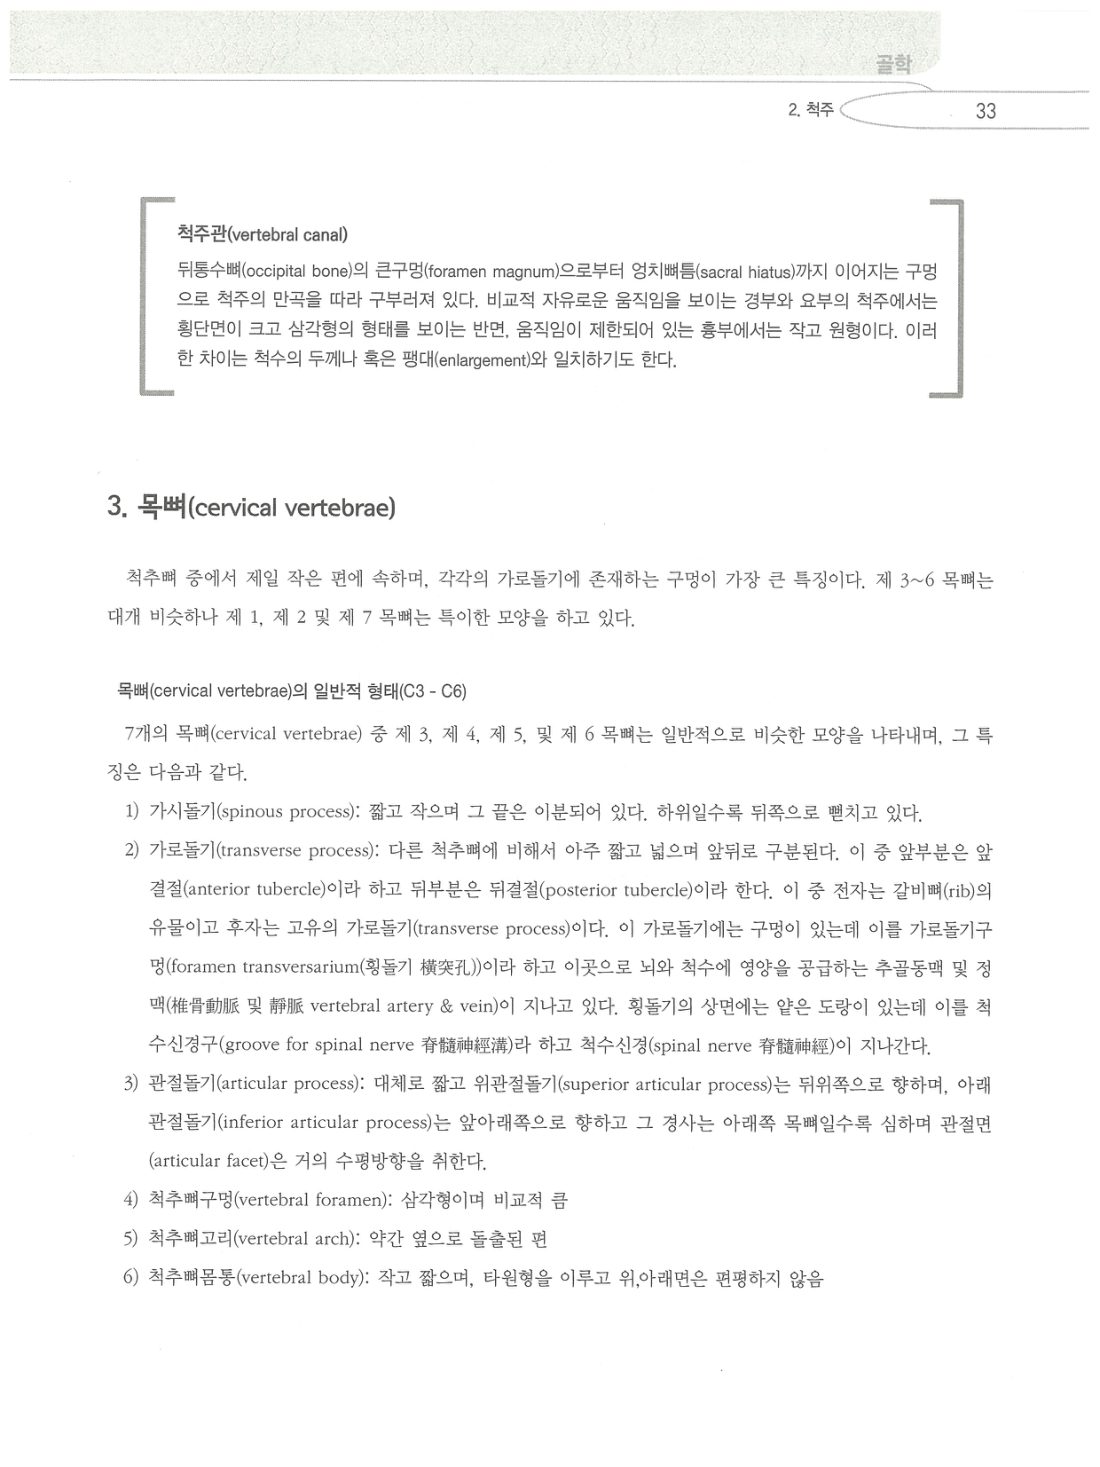 골학
2. 척주
33
척주관(vertebral canal)
뒤통수뼈(occipital bone)의 큰구멍(foramen magnum)으로부터 엉치뼈틈(sacral hiatus)까지 이어지는 구멍
으로 척주의 만곡을 따라 구부러져 있다. 비교적 자유로운 움직임을 보이는 경부와 요부의 척주에서는
횡단면이 크고 삼각형의 형태를 보이는 반면, 움직임이 제한되어 있는 흉부에서는 작고 원형이다. 이러
한 차이는 척수의 두께나 혹은 팽대(enlargement)와 일치하기도 한다.
3. 목뼈(cervical vertebrae)
척추뼈 중에서 제일 작은 편에 속하며, 각각의 가로돌기에 존재하는 구멍이 가장 큰 특징이다. 제 3~6 목뼈는
대개 비슷하나 제 1, 제 2 및 제 7 목뼈는 특이한 모양을 하고 있다.
목뼈(cervical vertebrae)의 일반적 형태(C3 - C6)
7개의 목뼈(cervical vertebrae) 중 제 3, 제 4, 제 5, 및 제 6 목뼈는 일반적으로 비슷한 모양을 나타내며, 그 특
징은 다음과 같다.
1) 가시돌기(spinous process): 짧고 작으며 그 끝은 이분되어 있다. 하위일수록 뒤쪽으로 뻗치고 있다.
2) 가로돌기(transverse process): 다른 척추뼈에 비해서 아주 짧고 넓으며 앞뒤로 구분된다. 이 중 앞부분은 앞
결절(anterior tubercle)이라 하고 뒤부분은 뒤결절(posterior tubercle)이라 한다. 이 중 전자는 갈비뼈(rib)의
유물이고 후자는 고유의 가로돌기(transverse process)이다. 이 가로돌기에는 구멍이 있는데 이를 가로돌기구
멍(foramen transversarium(횡돌기 橫突孔))이라 하고 이곳으로 뇌와 척수에 영양을 공급하는 추골동맥 및 정
맥(椎骨動脈 및 靜脈 vertebral artery & vein)이 지나고 있다. 횡돌기의 상면에는 얕은 도랑이 있는데 이를 척
수신경구(groove for spinal nerve 脊髓神經溝)라 하고 척수신경(spinal nerve 脊髓神經)이 지나간다.
3) 관절돌기(articular process): 대체로 짧고 위관절돌기(superior articular process)는 뒤위쪽으로 향하며, 아래
관절돌기(inferior articular process)는 앞아래쪽으로 향하고 그 경사는 아래쪽 목뼈일수록 심하며 관절면
(articular facet)은 거의 수평방향을 취한다.
4) 척추뼈구멍(vertebral foramen): 삼각형이며 비교적 큼
5) 척추뼈고리(vertebral arch): 약간 옆으로 돌출된 편
6) 척추뼈몸통(vertebral body): 작고 짧으며, 타원형을 이루고 위,아래면은 편평하지 않음